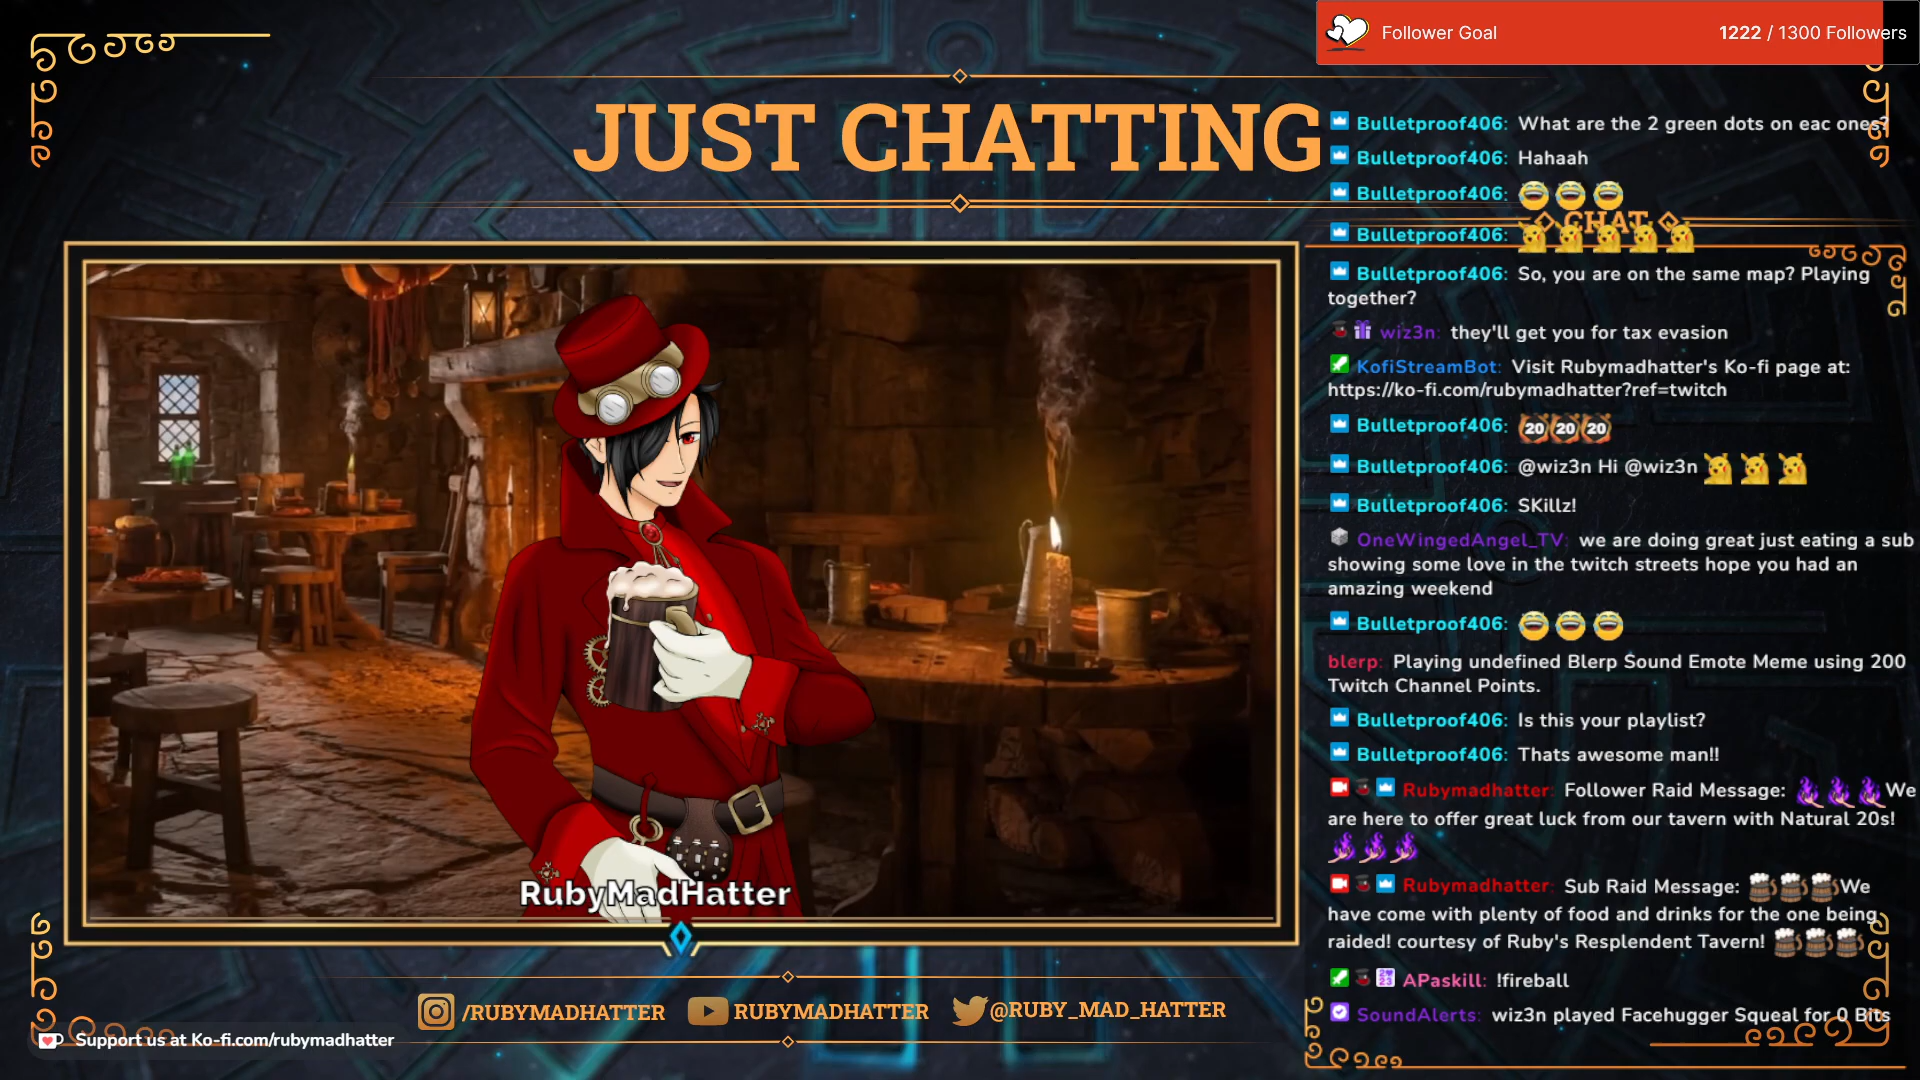 Follower Goal 1222 / 1300 Followers
JUST CHATTING
Bulletproof406: What are the 2 green dots on eac ones?
Bulletproof406: Hahaah
Bulletproof406:
CHAT
Bulletproof406:
Bulletproof406: So, you are on the same map? Playing
together?
wiz3n: they'll get you for tax evasion
KofiStreamBot: Visit Rubymadhatter's Ko-fi page at:
https://ko-fi.com/rubymadhatter?ref=twitch
Bulletproof406: 20 20 20
Bulletproof406: @wiz3n Hi @wiz3n
Bulletproof406: SKillz!
OneWingedAngel_TV: we are doing great just eating a sub
showing some love in the twitch streets hope you had an
amazing weekend
Bulletproof406:
blerp: Playing undefined Blerp Sound Emote Meme using 200
Twitch Channel Points.
Bulletproof406: Is this your playlist?
Bulletproof406: Thats awesome man!!
Rubymadhatter: Follower Raid Message: We
are here to offer great luck from our tavern with Natural 20s!
Rubymadhatter: Sub Raid Message: We
have come with plenty of food and drinks for the one being
raided! courtesy of Ruby's Resplendent Tavern!
APaskill: !fireball
SoundAlerts: wiz3n played Facehugger Squeal for 0 Bits
RubyMadHatter
/RUBYMADHATTER RUBYMADHATTER @RUBY_MAD_HATTER
Support us at Ko-fi.com/rubymadhatter